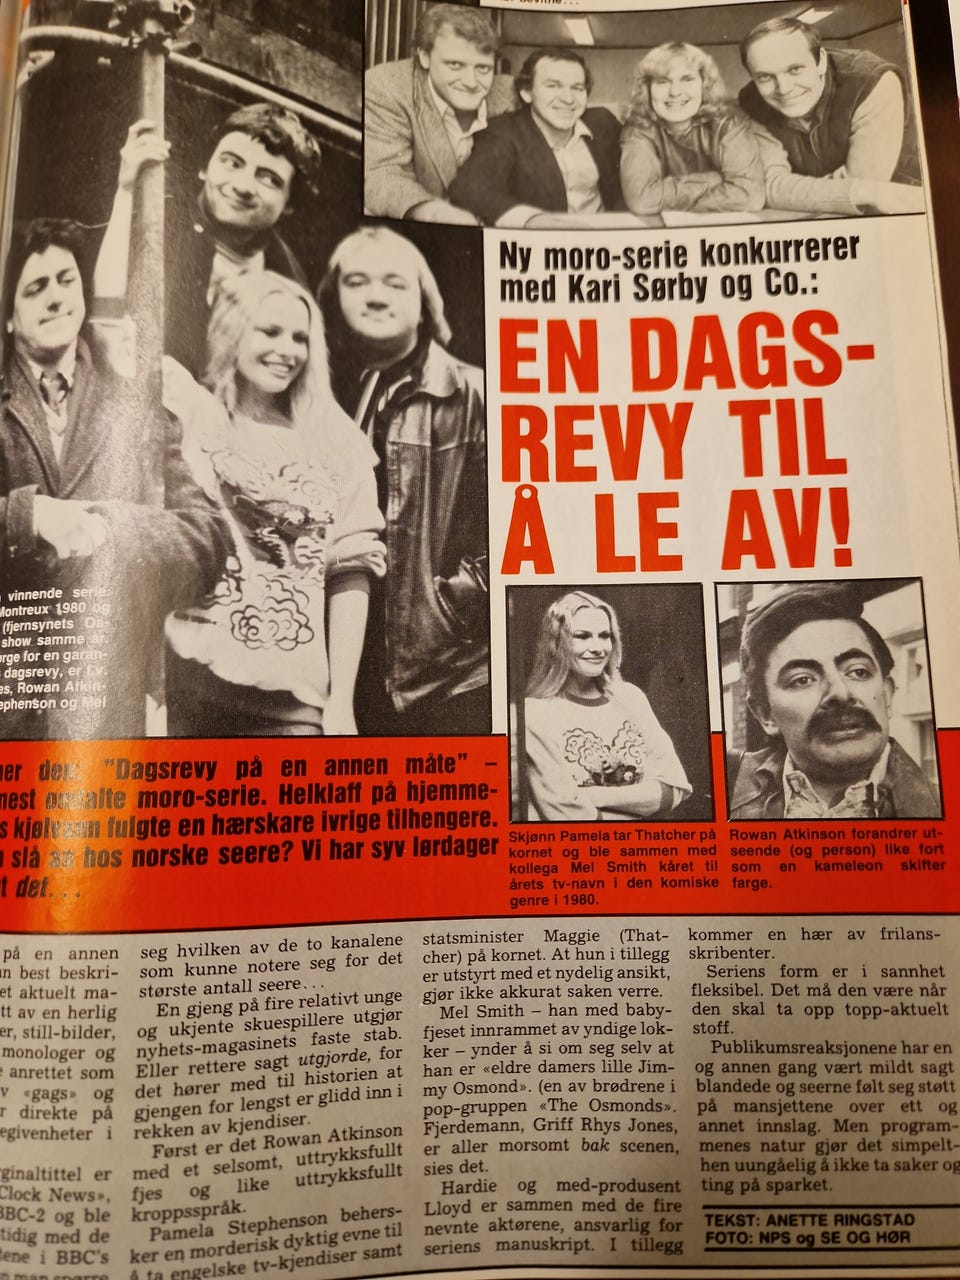 Ny moro-serie konkurrerer
med Kari Sørby og Co.:
EN DAGS-
REVY TIL
Å LE AV!
vinnende serie
Montreux 1980 og
(fjernsynets Os-
show samme år.
rge for en garan-
dagsrevy, er
es, Rowan Atkin-
ephenson og Mel
er den: "Dagsrevy på en annen måte" –
mest omtalte moro-serie. Helklaff på hjemme-
s kjølvann fulgte en hærskare ivrige tilhengere.
slå an hos norske seere? Vi har syv lørdager
t det...
Skjønn Pamela tar Thatcher på
kornet og ble sammen med
kollega Mel Smith kåret til
årets tv-navn i den komiske
genre i 1980.
Rowan Atkinson forandrer ut-
seende (og person) like fort
som en kameleon skifter
farge.
på en annen
n best beskri-
et aktuelt ma-
tt av en herlig
er, still-bilder,
monologer og
anrettet som
v «gags» og
r direkte på
egivenheter i
ginaltittel er
Clock News»,
BBC-2 og ble
tidig med de
ene i BBC's
seg hvilken av de to kanalene
som kunne notere seg for det
største antall seere...
En gjeng på fire relativt unge
og ukjente skuespillere utgjør
nyhets-magasinets faste stab.
Eller rettere sagt utgjorde, for
det hører med til historien at
gjengen for lengst er glidd inn i
rekken av kjendiser.
Først er det Rowan Atkinson
med et selsomt, uttrykksfullt
fjes og like uttrykksfullt
kroppsspråk.
Pamela Stephenson behers-
ker en morderisk dyktig evne til
å ta engelske tv-kjendiser samt
statsminister Maggie (That-
cher) på kornet. At hun i tillegg
er utstyrt med et nydelig ansikt,
gjør ikke akkurat saken verre.
Mel Smith – han med baby-
fjeset innrammet av yndige lok-
ker – ynder å si om seg selv at
han er «eldre damers lille Jim-
my Osmond». (en av brødrene i
pop-gruppen «The Osmonds».
Fjerdemann, Griff Rhys Jones,
er aller morsomt bak scenen,
sies det.
Hardie og med-produsent
Lloyd er sammen med de fire
nevnte aktørene, ansvarlig for
seriens manuskript. I tillegg
kommer en hær av frilans-
skribenter.
Seriens form er i sannhet
fleksibel. Det må den være når
den skal ta opp topp-aktuelt
stoff.
Publikumsreaksjonene har en
og annen gang vært mildt sagt
blandede og seerne følt seg støtt
på mansjettene over ett og
annet innslag. Men program-
menes natur gjør det simpelt-
hen uungåelig å ikke ta saker og
ting på sparket.
TEKST: ANETTE RINGSTAD
FOTO: NPS og SE OG HØR